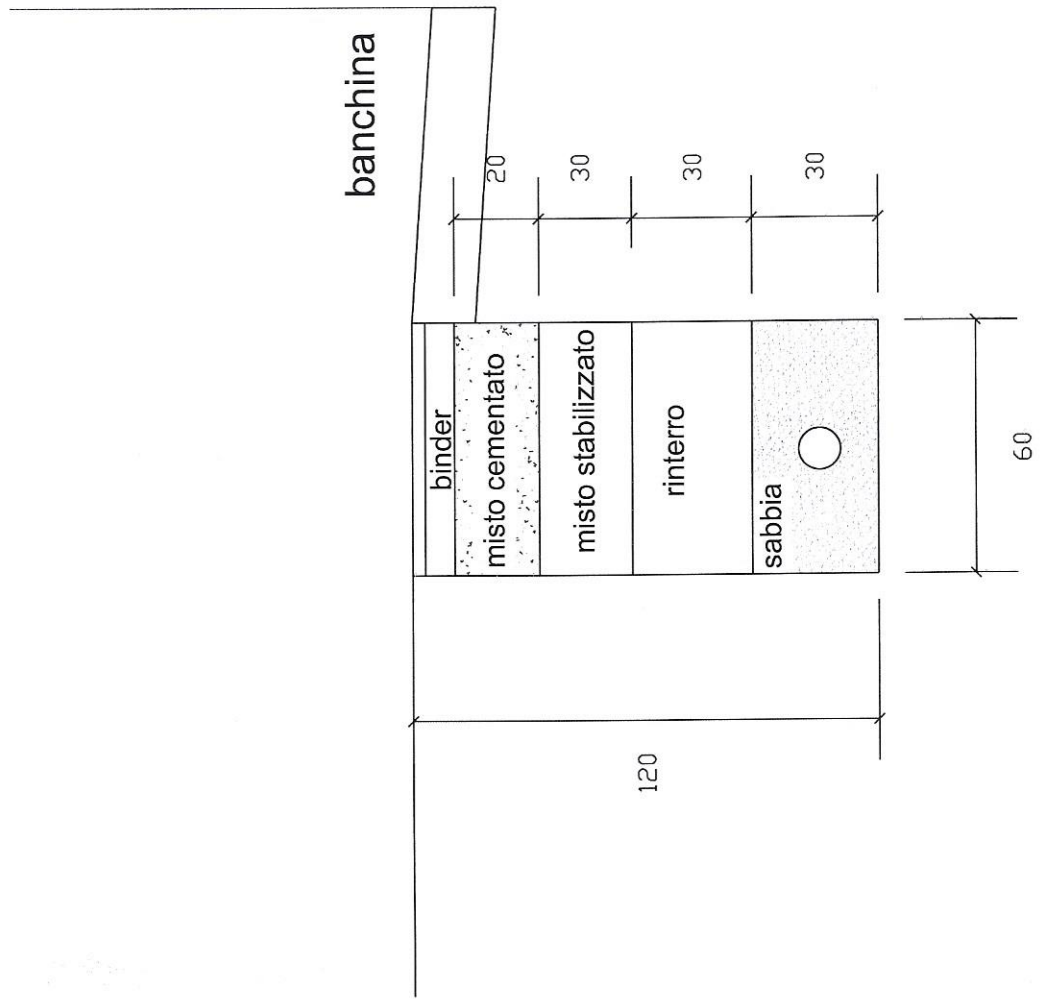 banchina
binder
misto cementato
misto stabilizzato
rinterro
sabbia
20
30
30
30
120
60